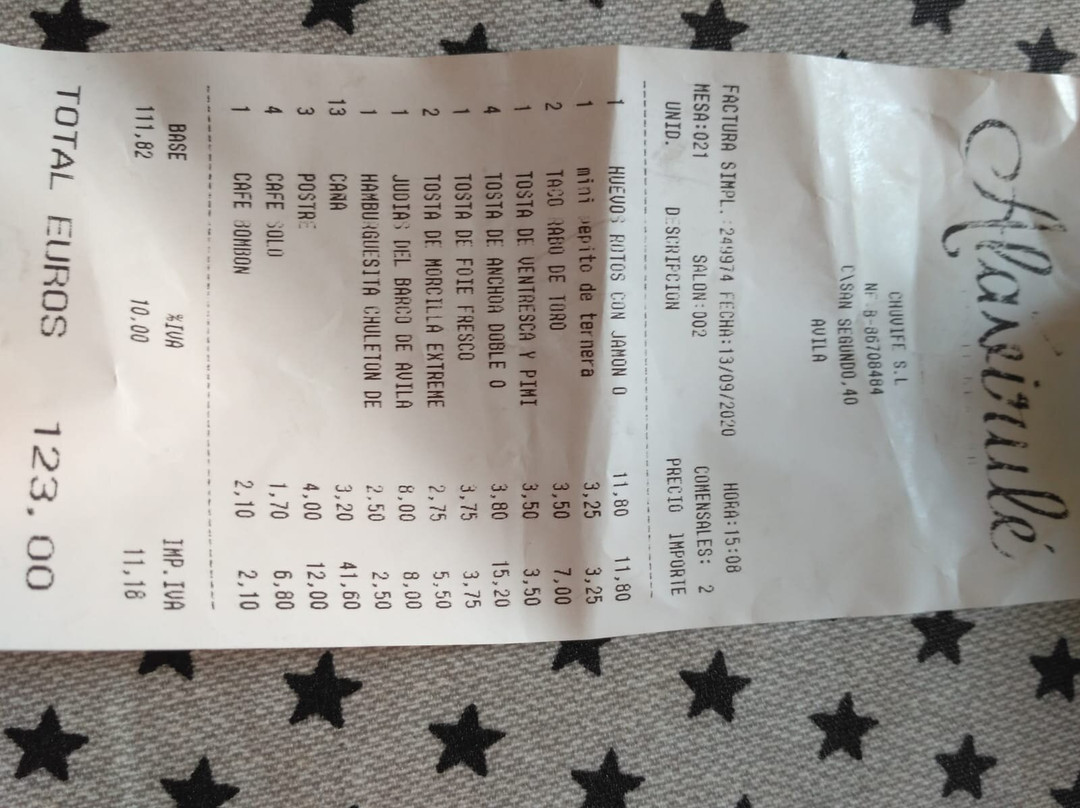 Alavirulé
CHUVIFE S.L
NF B-86708484
C\SAN SEGUNDO,40
AVILA
FACTURA SIMPL.:249974 FECHA:13/09/2020 HORA:15:08
MESA:021 SALON:002 COMENSALES: 2
UNID. DESCRIPCION PRECIO IMPORTE
1 HUEVOS ROTOS CON JAMON O 11,80 11,80
1 mini pepito de ternera 3,25 3,25
2 TACO RABO DE TORO 3,50 7,00
1 TOSTA DE VENTRESCA Y PIMI 3,50 3,50
4 TOSTA DE ANCHOA DOBLE O 3,80 15,20
1 TOSTA DE FOIE FRESCO 3,75 3,75
2 TOSTA DE MORCILLA EXTREME 2,75 5,50
1 JUDIAS DEL BARCO DE AVILA 8,00 8,00
1 HAMBURGUESITA CHULETON DE 2,50 2,50
13 CAÑA 3,20 41,60
3 POSTRE 4,00 12,00
4 CAFE SOLO 1,70 6,80
1 CAFE BOMBON 2,10 2,10
BASE %IVA IMP.IVA
111,82 10,00 11,18
TOTAL EUROS 123,00